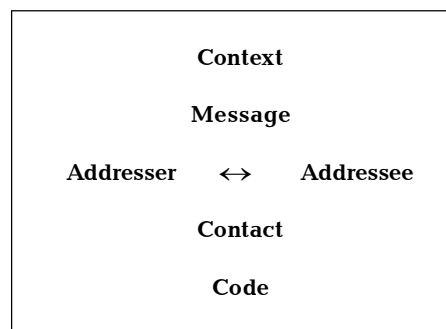 Context
Message
Addresser ↔ Addressee
Contact
Code